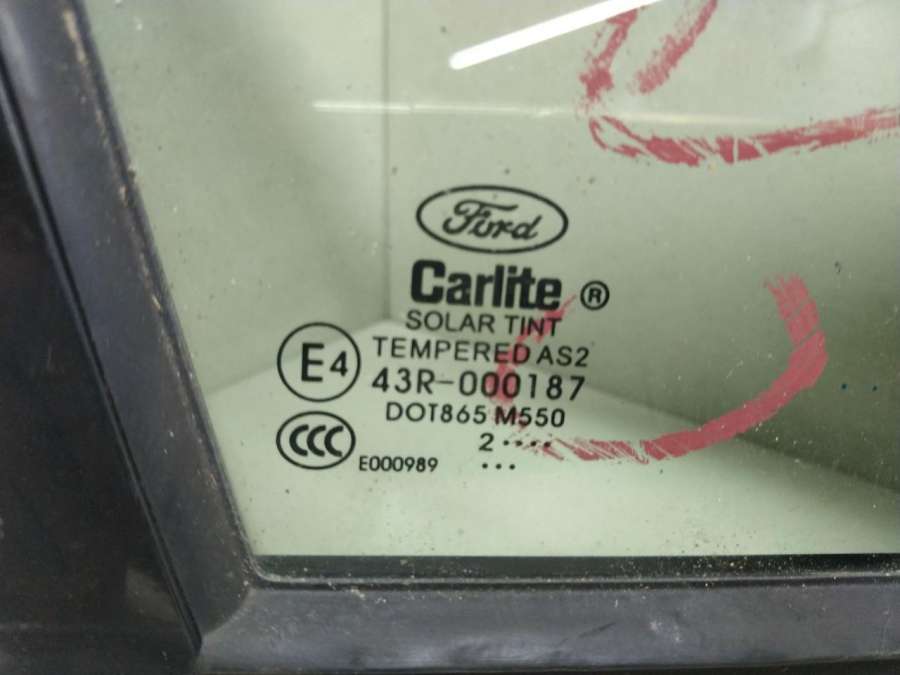 Ford
Carlite ®
SOLAR TINT
TEMPERED AS2
E4
43R-000187
DOT865 M550
CCC
2 ····
E000989
···